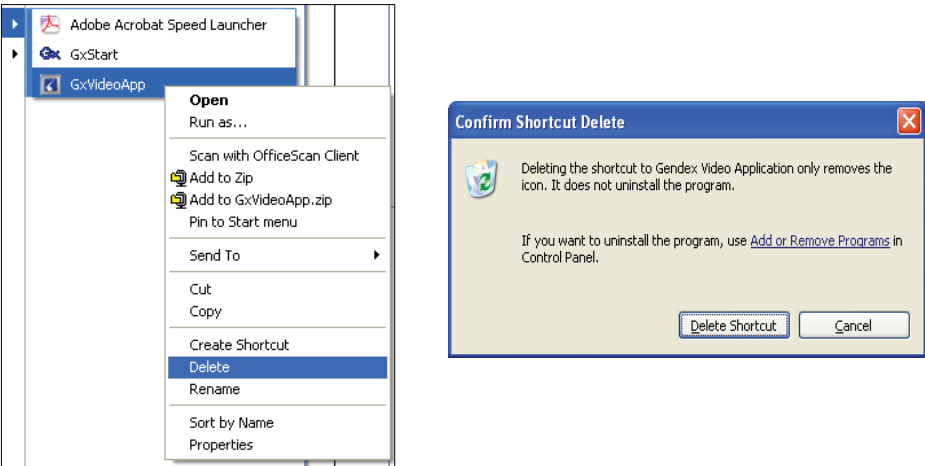 Adobe Acrobat Speed Launcher
GxStart
GxVideoApp
Open
Run as...
Scan with OfficeScan Client
Add to Zip
Add to GxVideoApp.zip
Pin to Start menu
Send To
Cut
Copy
Create Shortcut
Delete
Rename
Sort by Name
Properties
Confirm Shortcut Delete
Deleting the shortcut to Gendex Video Application only removes the
icon. It does not uninstall the program.
If you want to uninstall the program, use Add or Remove Programs in
Control Panel.
Delete Shortcut
Cancel